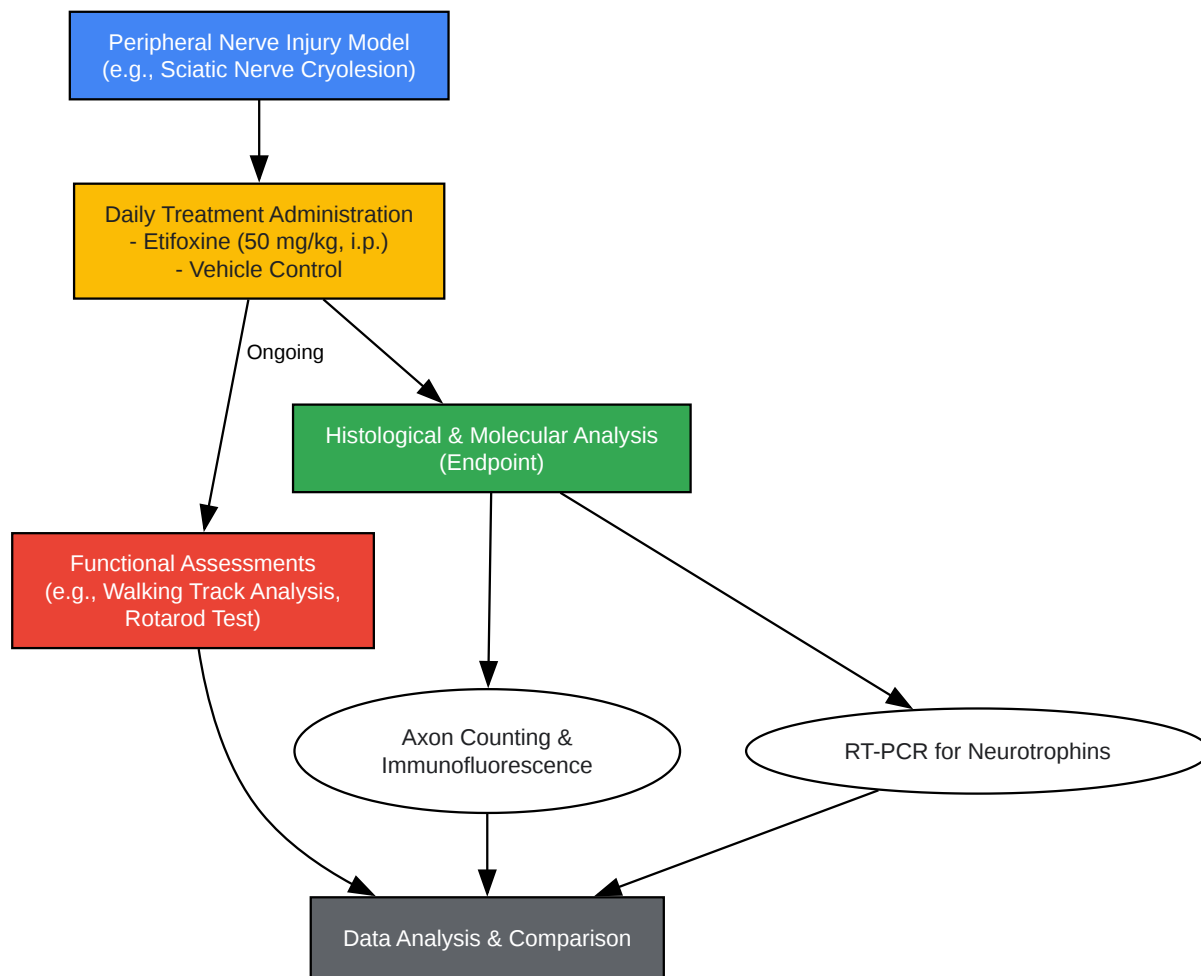 Peripheral Nerve Injury Model
(e.g., Sciatic Nerve Cryolesion)
Daily Treatment Administration
- Etifoxine (50 mg/kg, i.p.)
- Vehicle Control
Ongoing
Histological & Molecular Analysis
(Endpoint)
Functional Assessments
(e.g., Walking Track Analysis,
Rotarod Test)
Axon Counting &
Immunofluorescence
RT-PCR for Neurotrophins
Data Analysis & Comparison